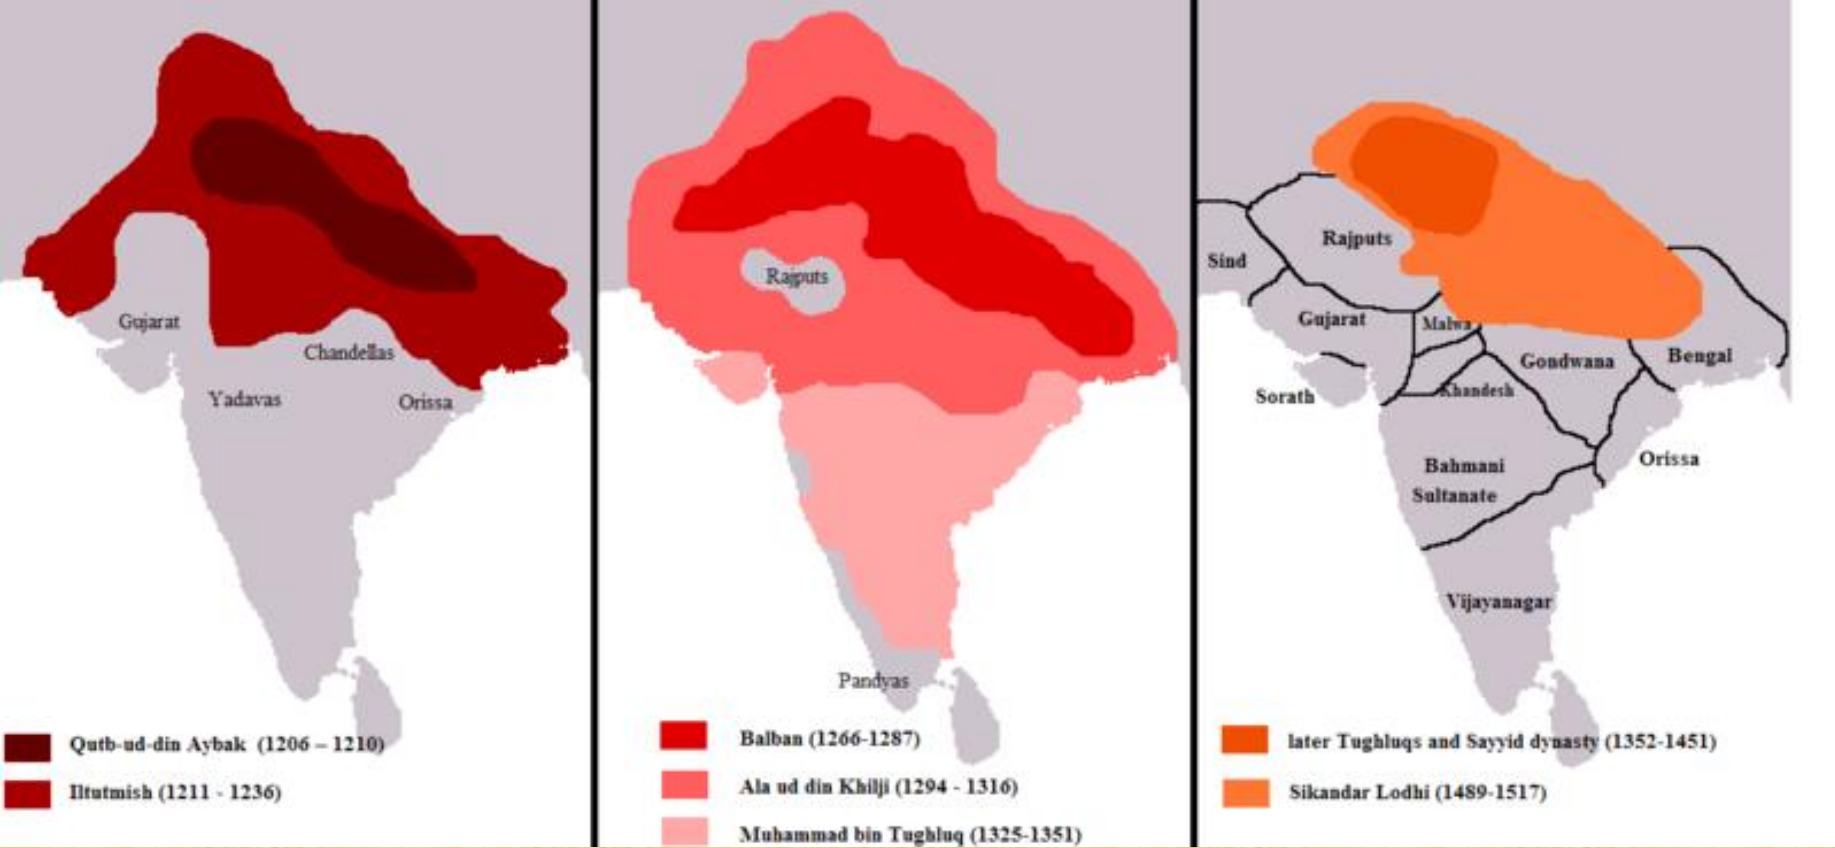 Gujarat
Chandellas
Yadavas
Orissa
Qutb-ud-din Aybak (1206 – 1210)
Iltutmish (1211 - 1236)
Rajputs
Pandyas
Balban (1266-1287)
Ala ud din Khilji (1294 - 1316)
Muhammad bin Tughluq (1325-1351)
Rajputs
Sind
Gujarat
Malwa
Gondwana
Bengal
Sorath
Khandesh
Bahmani
Sultanate
Orissa
Vijayanagar
later Tughluqs and Sayyid dynasty (1352-1451)
Sikandar Lodhi (1489-1517)